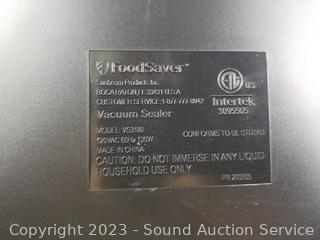 FoodSaver
Sunbeam Products Inc.
BOCA RATON, FL 33431 U.S.A
CUSTOMER SERVICE: 1-877-777-8042
Vacuum Sealer
MODEL: VS3180
120VAC 60Hz 130W
MADE IN CHINA
CAUTION: DO NOT IMMERSE IN ANY LIQUID
HOUSEHOLD USE ONLY
US
Intertek
3095595
CONFORMS TO UL STD.
P.N.
Copyright 2023 - Sound Auction Service